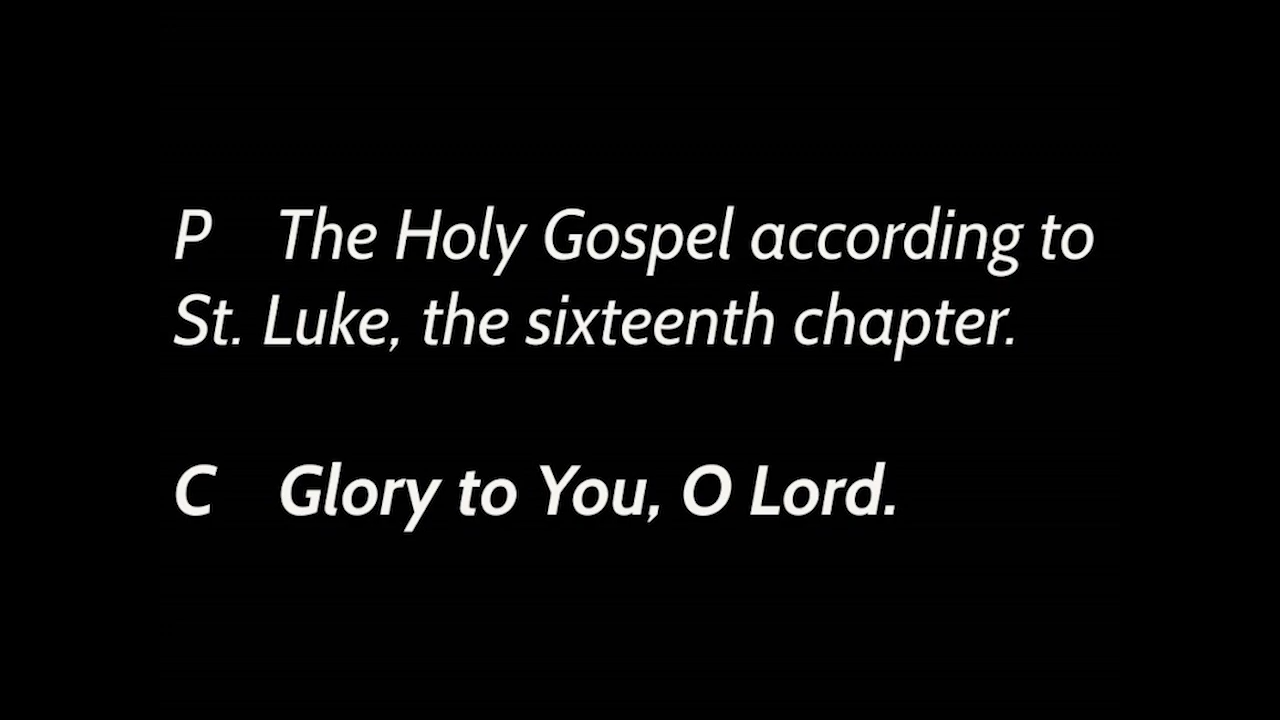 P The Holy Gospel according to
St. Luke, the sixteenth chapter.
C Glory to You, O Lord.